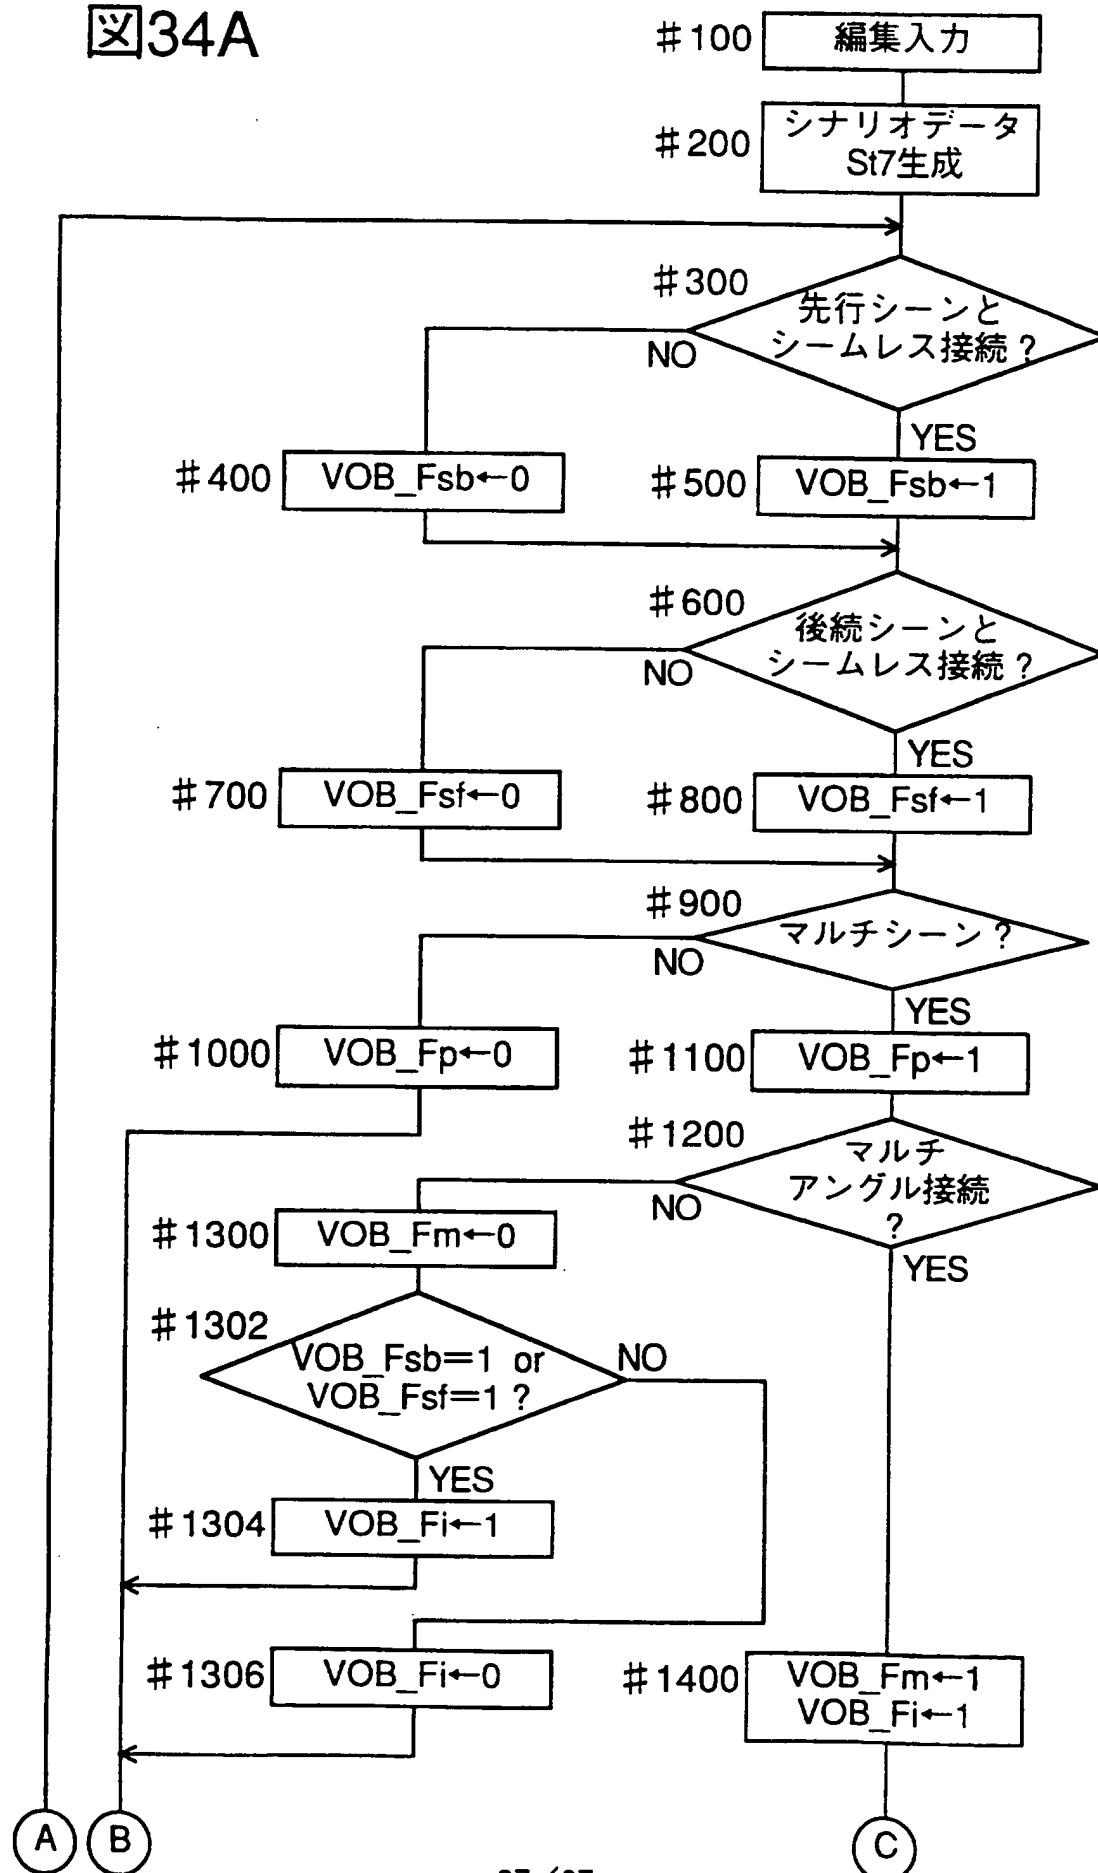 図34A
#100
編集入力
#200
シナリオデータ
St7生成
#300
先行シーンと
シームレス接続?
NO
YES
#400
VOB_Fsb←0
#500
VOB_Fsb←1
#600
後続シーンと
シームレス接続?
NO
YES
#700
VOB_Fsf←0
#800
VOB_Fsf←1
#900
マルチシーン?
NO
YES
#1000
VOB_Fp←0
#1100
VOB_Fp←1
#1200
マルチ
アングル接続
?
NO
YES
#1300
VOB_Fm←0
#1302
VOB_Fsb=1 or
VOB_Fsf=1?
NO
YES
#1304
VOB_Fi←1
#1306
VOB_Fi←0
#1400
VOB_Fm←1
VOB_Fi←1
A
B
C